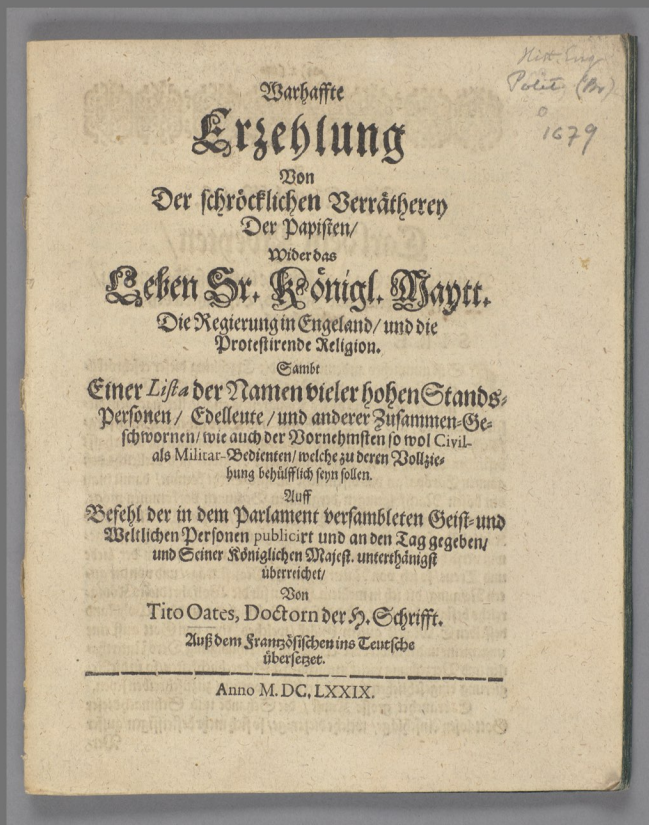 Hist. Eng.
Polit. (Br)
1679
Warhaffte
Erzehlung
Von
Der schröcklichen Verrätherey
Der Papisten/
Wider das
Leben Sr. Königl. Maytt.
Die Regierung in Engeland/ und die
Protestirende Religion.
Sambt
Einer Lista der Namen vieler hohen Stands-
Personen/ Edelleute/ und anderer Zusammen-Ge-
schwornen/ wie auch der Vornehmsten so wol Civil-
als Militar-Bedienten/ welche zu deren Vollzie-
hung behülfflich seyn sollen.
Auff
Befehl der in dem Parlament versambleten Geist- und
Weltlichen Personen publicirt und an den Tag gegeben/
und Seiner Königlichen Majest. unterthänigst
überreichet/
Von
Tito Oates, Doctorn der H. Schrifft.
Auß dem Frantzösischen ins Teutsche
übersetzet.
Anno M. DC, LXXIX.